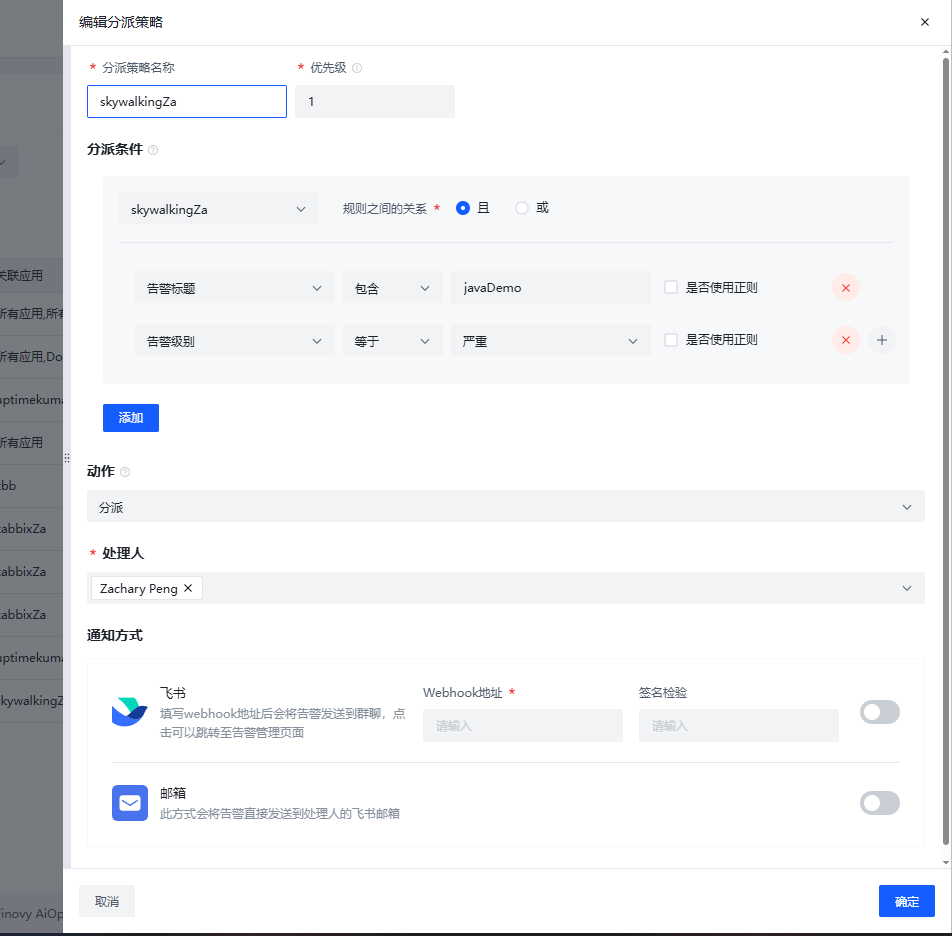 编辑分派策略
* 分派策略名称
* 优先级
skywalkingZa
1
分派条件
skywalkingZa
规则之间的关系 *
且
或
告警标题
包含
javaDemo
是否使用正则
告警级别
等于
严重
是否使用正则
添加
动作
分派
* 处理人
Zachary Peng
通知方式
飞书
填写webhook地址后会将告警发送到群聊，点
击可以跳转至告警管理页面
Webhook地址 *
请输入
签名检验
请输入
邮箱
此方式会将告警直接发送到处理人的飞书邮箱
取消
确定
关联应用
所有应用,所有
所有应用,Do
uptimekuma
所有应用
bb
abbixZa
abbixZa
abbixZa
uptimekuma
skywalkingZ
Finovy AiOp